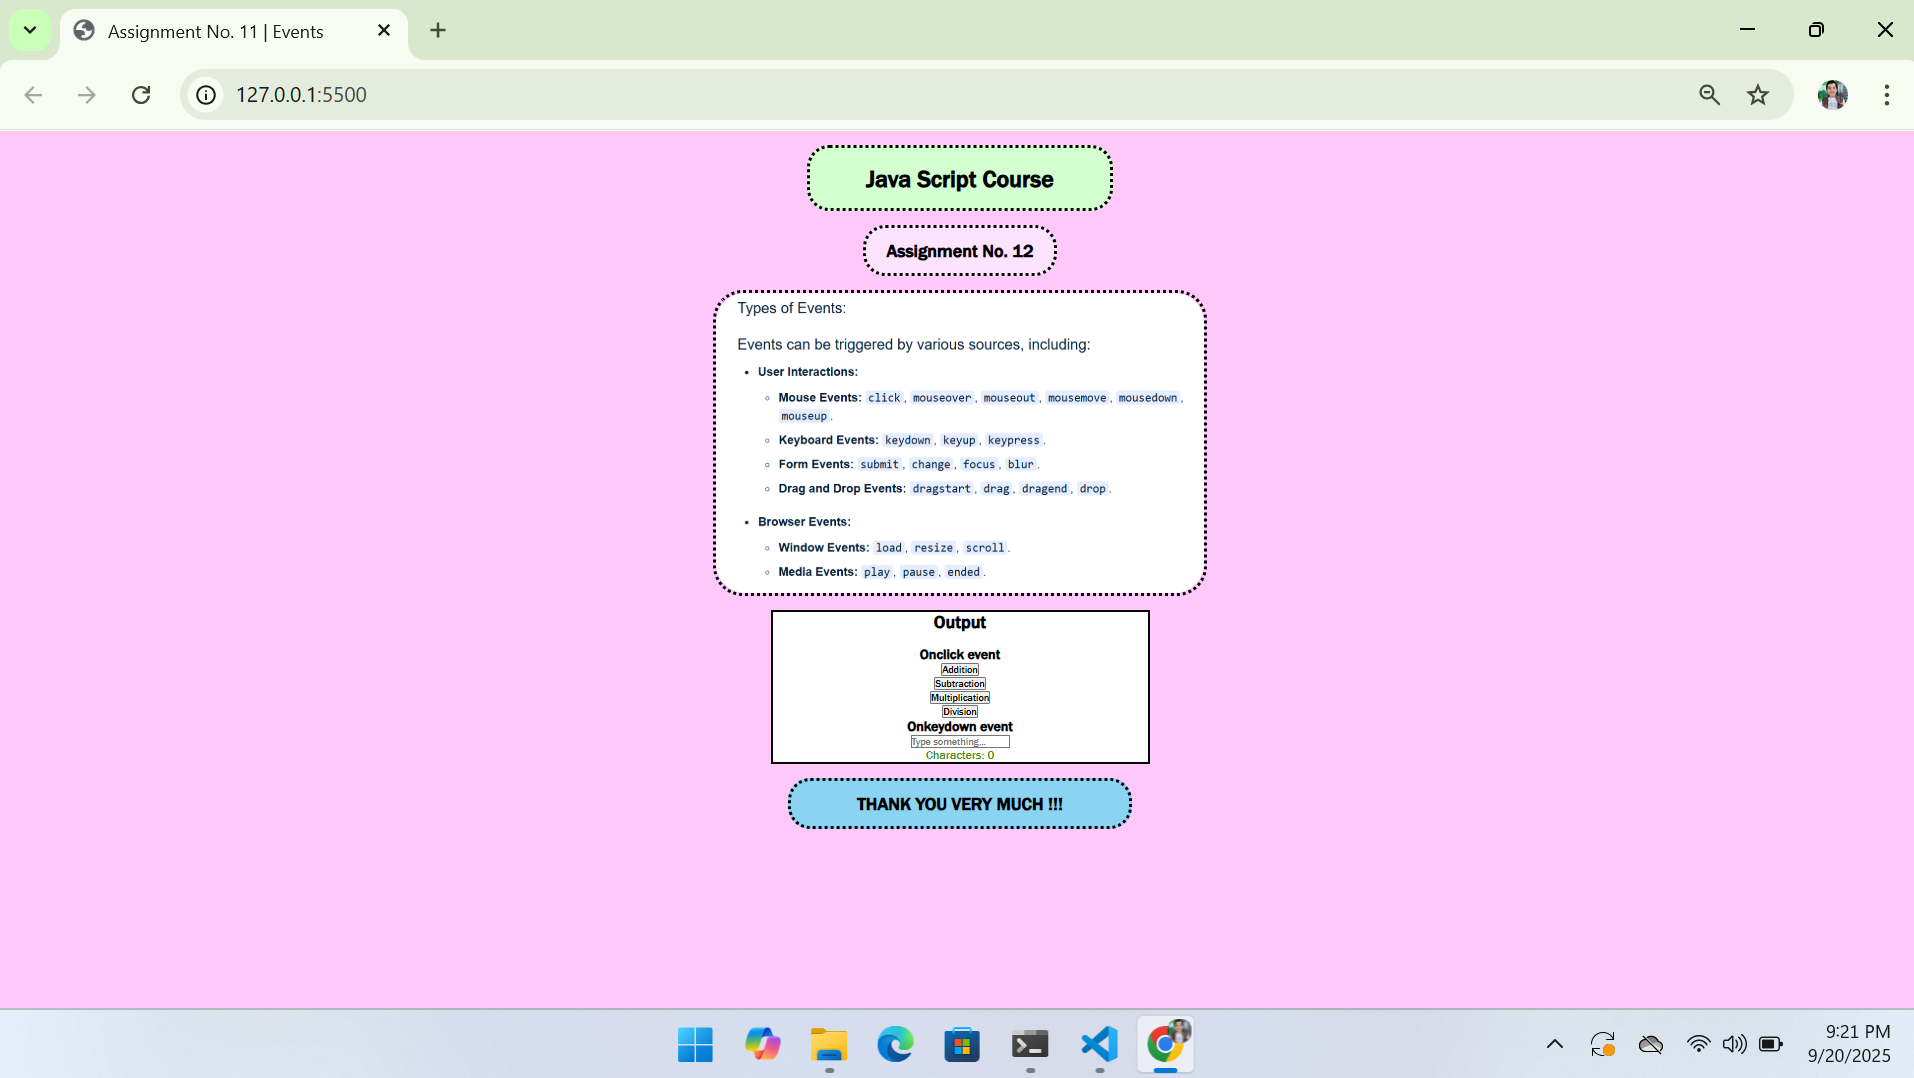 Assignment No. 11 | Events
127.0.0.1:5500
Java Script Course
Assignment No. 12
Types of Events:
Events can be triggered by various sources, including:
• User Interactions:
◦ Mouse Events: click, mouseover, mouseout, mousemove, mousedown,
mouseup.
◦ Keyboard Events: keydown, keyup, keypress.
◦ Form Events: submit, change, focus, blur.
◦ Drag and Drop Events: dragstart, drag, dragend, drop.
• Browser Events:
◦ Window Events: load, resize, scroll.
◦ Media Events: play, pause, ended.
Output
Onclick event
Addition
Subtraction
Multiplication
Division
Onkeydown event
Type something...
Characters: 0
THANK YOU VERY MUCH !!!
9:21 PM
9/20/2025